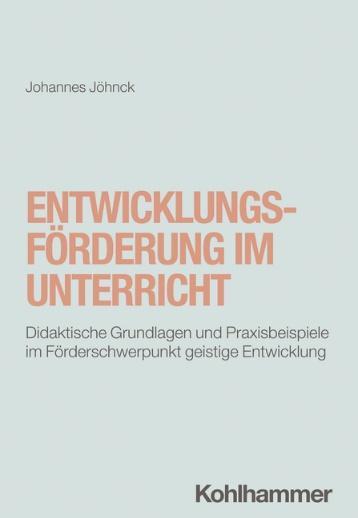 Johannes Jöhnck
ENTWICKLUNGS-
FÖRDERUNG IM
UNTERRICHT
Didaktische Grundlagen und Praxisbeispiele
im Förderschwerpunkt geistige Entwicklung
Kohlhammer